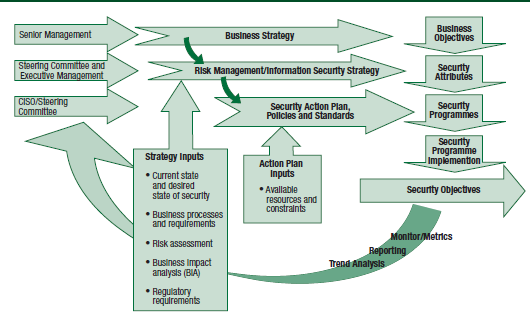 Senior Management
Business Strategy
Business
Objectives
Steering Committee and
Executive Management
Risk Management/Information Security Strategy
Security
Attributes
CISO/Steering
Committee
Security Action Plan,
Policies and Standards
Security
Programmes
Security
Programme
Implemention
Strategy Inputs
• Current state
and desired
state of security
• Business processes
and requirements
• Risk assessment
• Business impact
analysis (BIA)
• Regulatory
requirements
Action Plan
Inputs
• Available
resources and
constraints
Security Objectives
Monitor/Metrics
Reporting
Trend Analysis